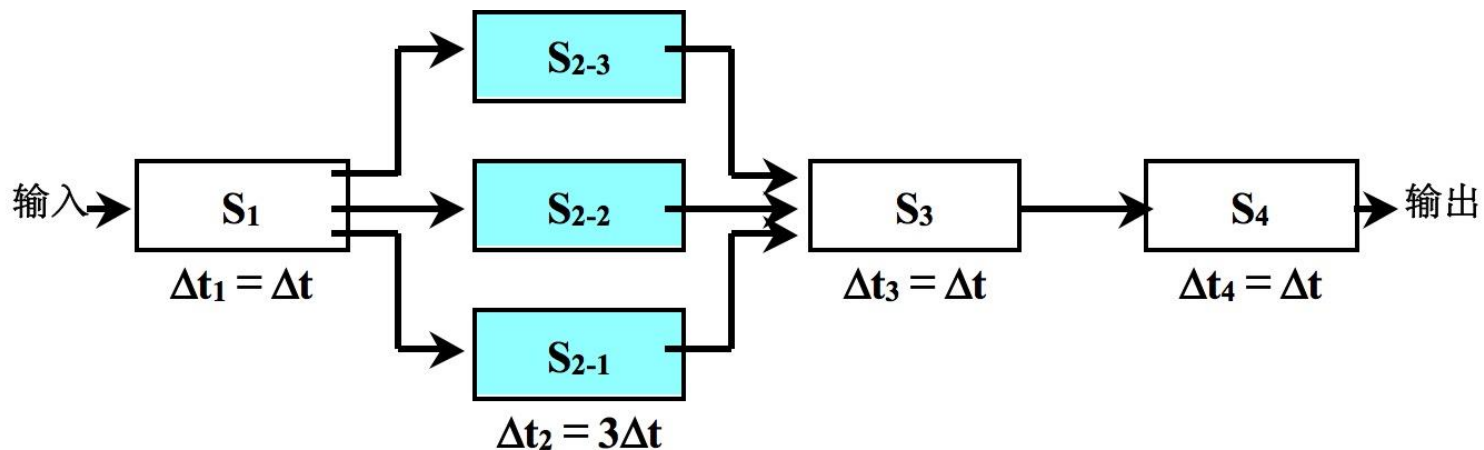 S₂₋₃
输入 S₁ S₂₋₂ S₃ S₄ 输出
Δt₁ = Δt Δt₃ = Δt Δt₄ = Δt
S₂₋₁
Δt₂ = 3Δt